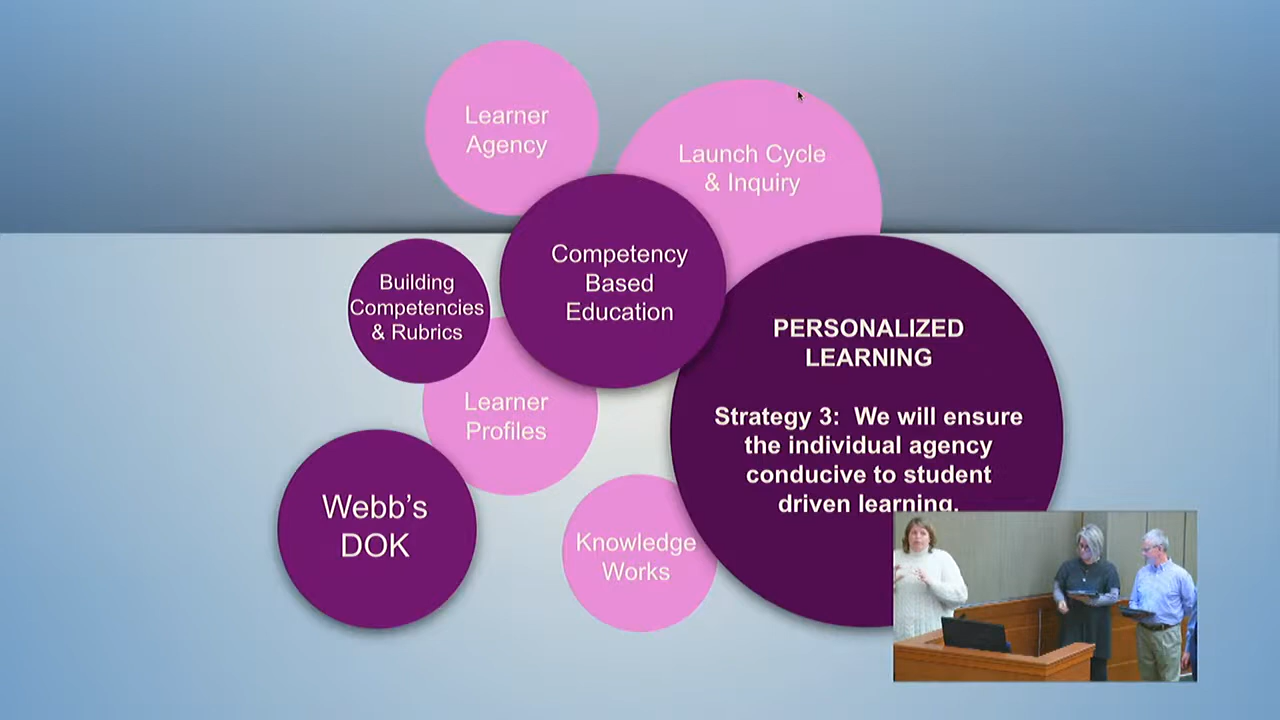 Learner
Agency
Launch Cycle
& Inquiry
Competency
Based
Education
Building
Competencies
& Rubrics
PERSONALIZED
LEARNING
Strategy 3:  We will ensure
the individual agency
conducive to student
driven learning.
Learner
Profiles
Webb’s
DOK
Knowledge
Works